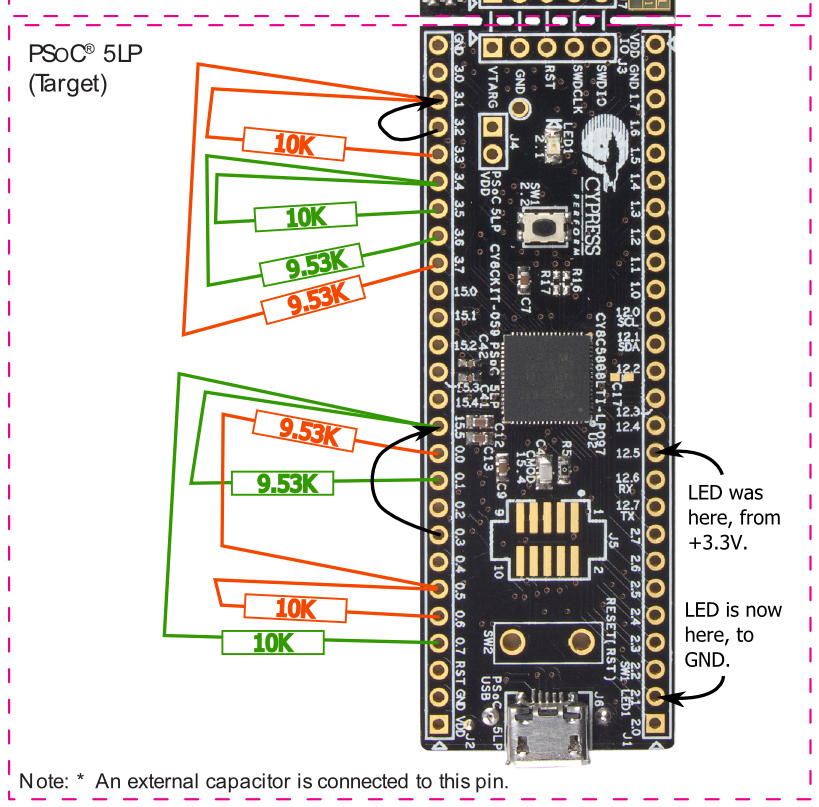 PSoC® 5LP
(Target)
GND
3.0
3.1
3.2
3.3
3.4
3.5
3.6
3.7
15.0
15.1
15.2
15.3
15.4
15.5
0.0
0.1
0.2
0.3
0.4
0.5
0.6
0.7
RST
GND
VDD
10K
10K
9.53K
9.53K
9.53K
9.53K
10K
10K
VTARG
GND
RST
SWDCLK
SWDIO
J3
J4
VDD
PSoC 5LP
LED1
2.1
SW1
2.2
CYPRESS
PERFORM
CY8CKIT-059 PSoC 5LP
C7
R17
R16
CY8C5888LTI-LP097
C42
C41
C12
C13
C9
CMOD
15.4
R5
C17
9
1
10
2
J5
SW2
RESET(RST)
PSoC 5LP
USB
J2
J6
J1
VDD
IO
GND
1.7
1.6
1.5
1.4
1.3
1.2
1.1
1.0
12.0
SCL
12.1
SDA
12.2
12.3
12.4
12.5
12.6
RX
12.7
TX
2.7
2.6
2.5
2.4
2.3
2.2
SW1
2.1
LED1
2.0
LED was
here, from
+3.3V.
LED is now
here, to
GND.
Note: * An external capacitor is connected to this pin.